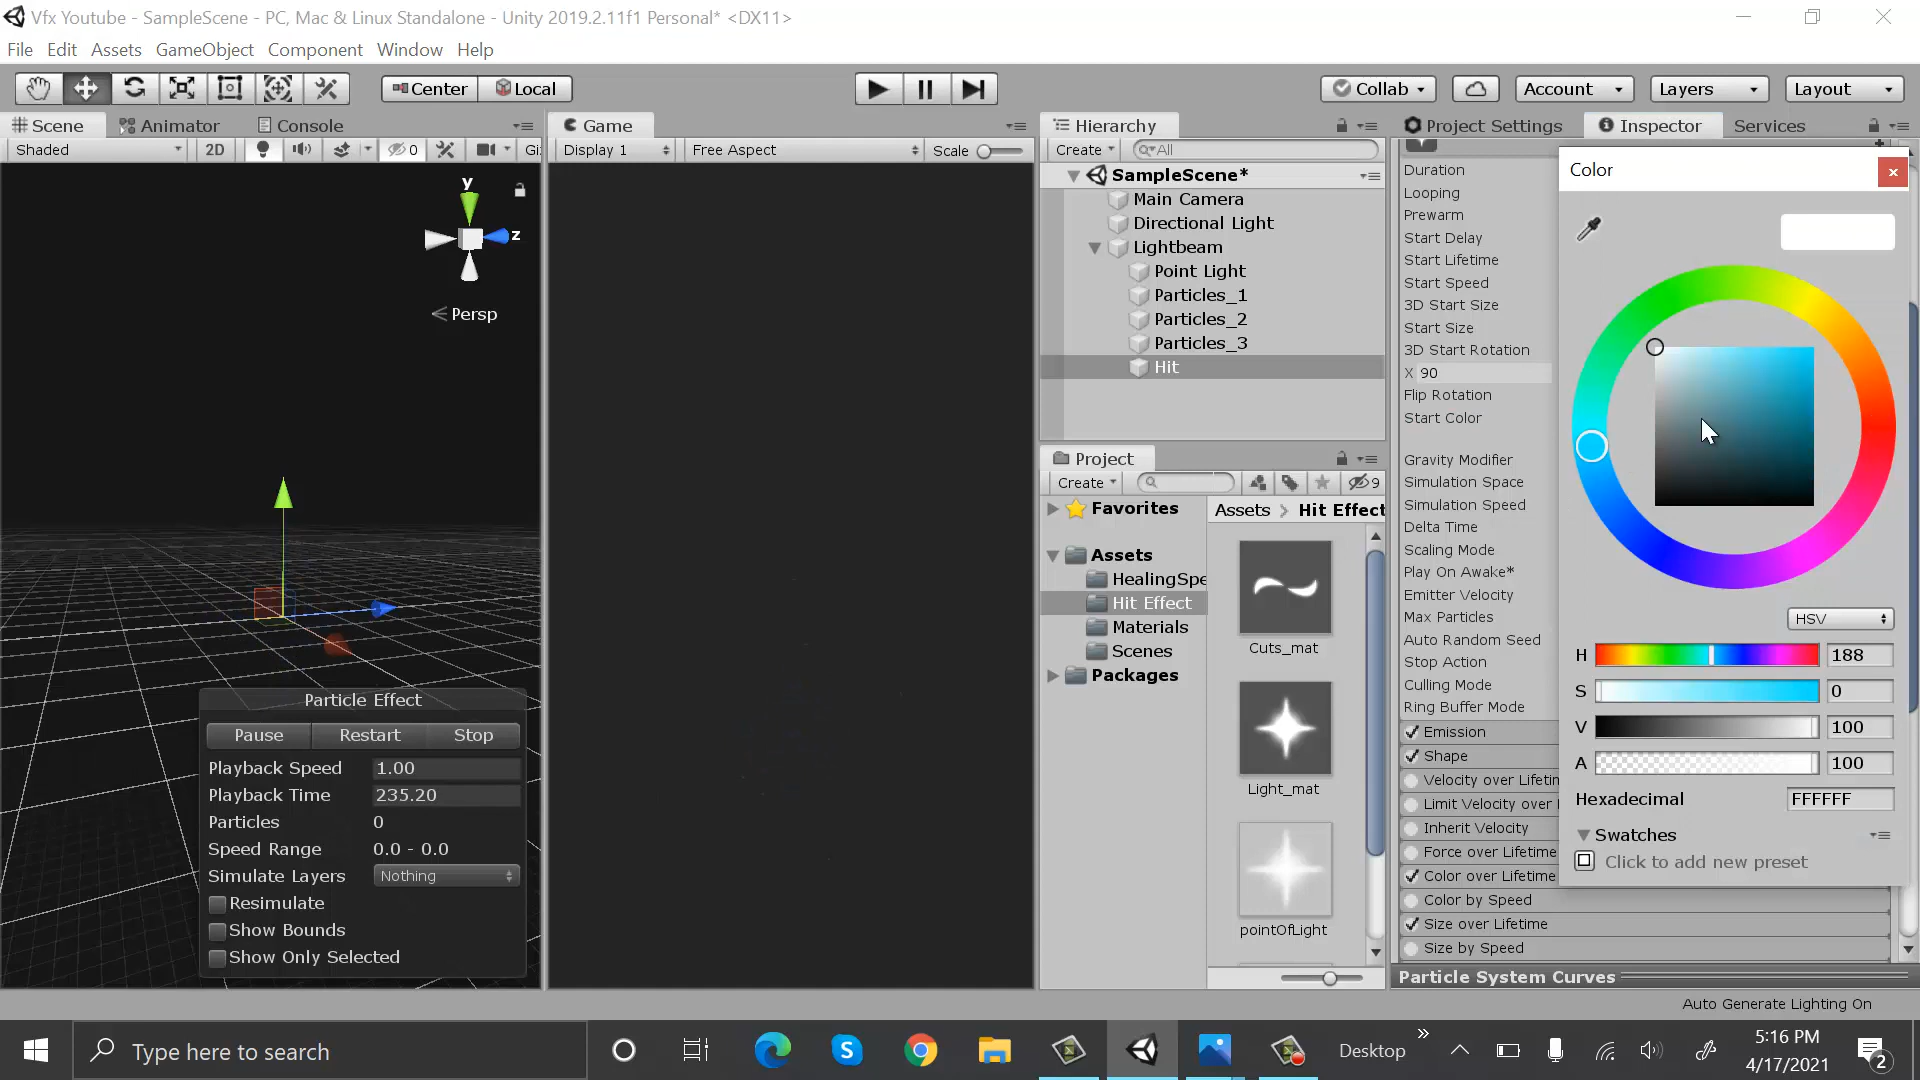 Vfx Youtube - SampleScene - PC, Mac & Linux Standalone - Unity 2019.2.11f1 Personal* <DX11>
File Edit Assets GameObject Component Window Help
Center Local Collab Account Layers Layout
Scene Animator Console
Shaded 2D 0 Gi
y
z
Persp
Particle Effect
Pause Restart Stop
Playback Speed 1.00
Playback Time 235.20
Particles 0
Speed Range 0.0 - 0.0
Simulate Layers Nothing
Resimulate
Show Bounds
Show Only Selected
Game
Display 1 Free Aspect Scale
Hierarchy
Create All
SampleScene*
Main Camera
Directional Light
Lightbeam
Point Light
Particles_1
Particles_2
Particles_3
Hit
Project
Create 9
Favorites
Assets
HealingSpe
Hit Effect
Materials
Scenes
Packages
Assets > Hit Effect
Cuts_mat
Light_mat
pointOfLight
Project Settings Inspector Services
Duration
Looping
Prewarm
Start Delay
Start Lifetime
Start Speed
3D Start Size
Start Size
3D Start Rotation
X 90
Flip Rotation
Start Color
Gravity Modifier
Simulation Space
Simulation Speed
Delta Time
Scaling Mode
Play On Awake*
Emitter Velocity
Max Particles
Auto Random Seed
Stop Action
Culling Mode
Ring Buffer Mode
Emission
Shape
Velocity over Lifetin
Limit Velocity over
Inherit Velocity
Force over Lifetime
Color over Lifetime
Color by Speed
Size over Lifetime
Size by Speed
Particle System Curves
Color
HSV
H 188
S 0
V 100
A 100
Hexadecimal FFFFFF
Swatches
Click to add new preset
Auto Generate Lighting On
Type here to search
Desktop
5:16 PM
4/17/2021
2